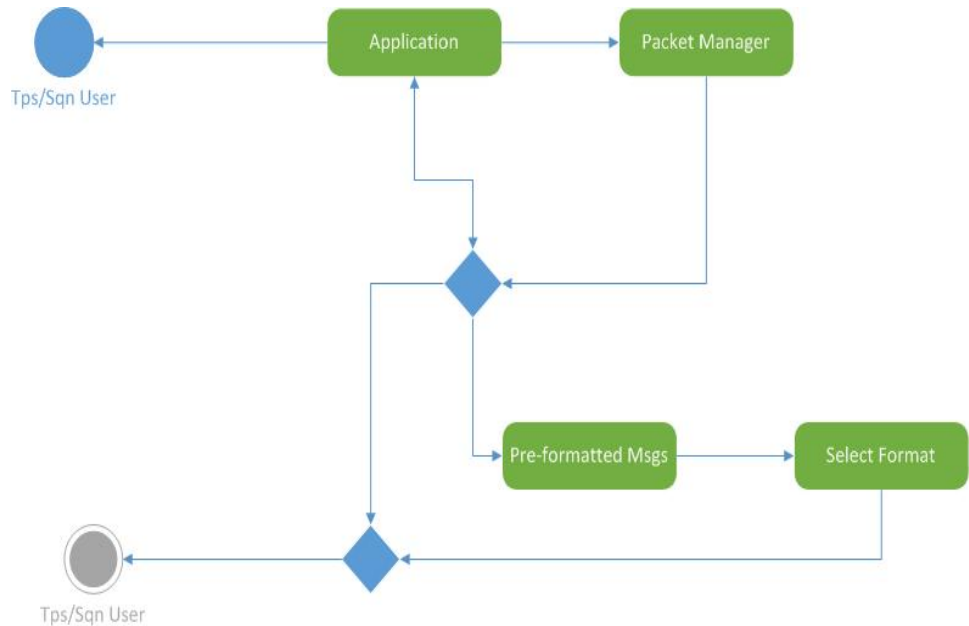 Application
Packet Manager
Tps/Sqn User
Pre-formatted Msgs
Select Format
Tps/Sqn User